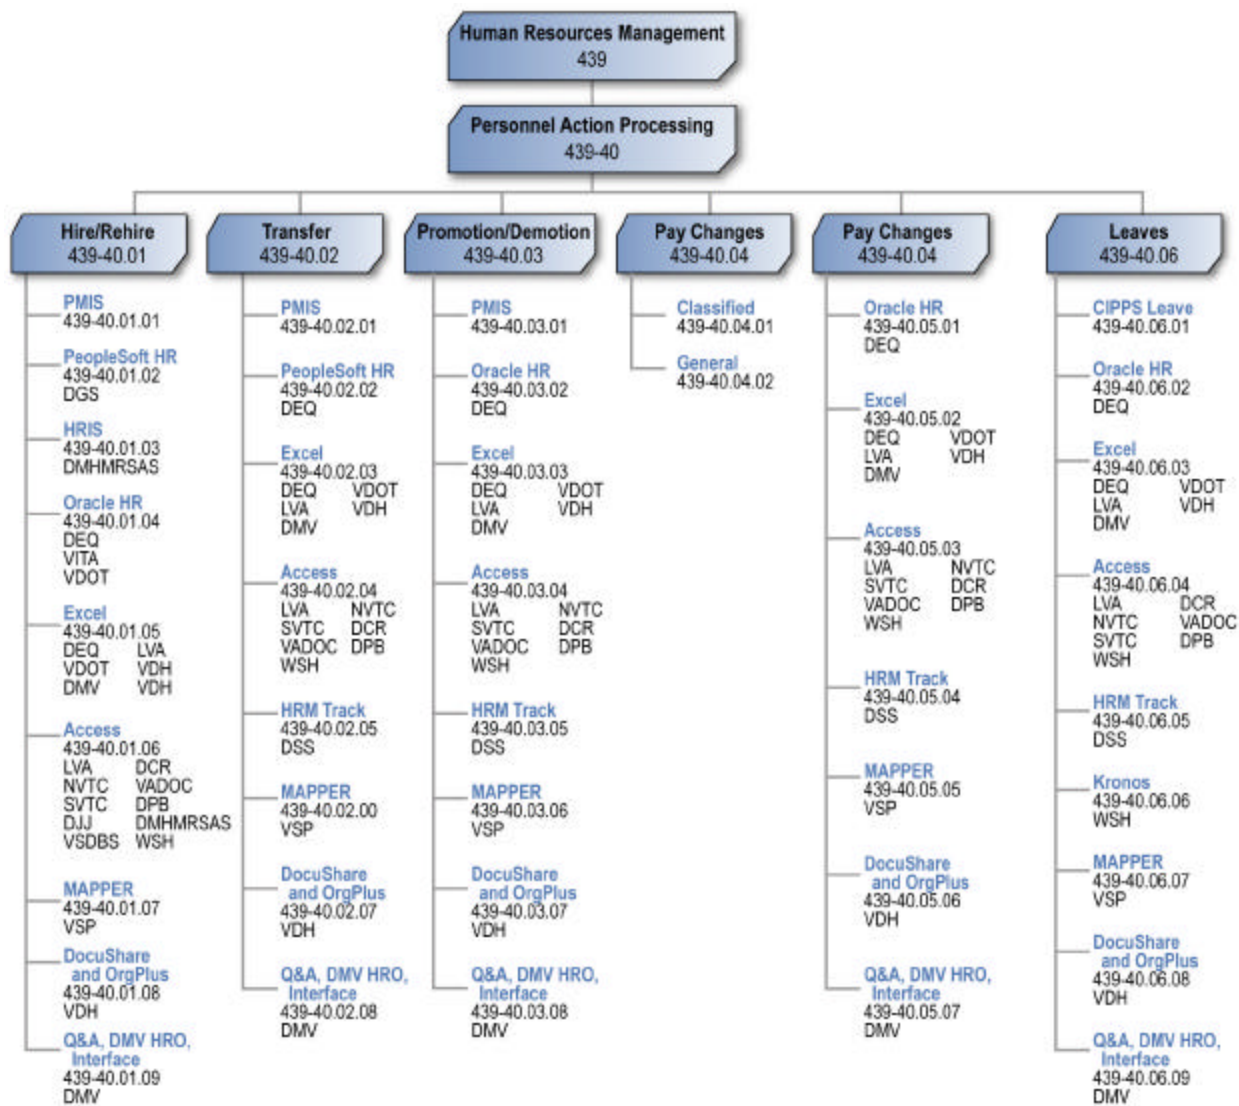 Human Resources Management
439
Personnel Action Processing
439-40
Hire/Rehire
439-40.01
PMIS
439-40.01.01
PeopleSoft HR
439-40.01.02
DGS
HRIS
439-40.01.03
DMHMRSAS
Oracle HR
439-40.01.04
DEQ
VITA
VDOT
Excel
439-40.01.05
DEQ LVA
VDOT VDH
DMV VDH
Access
439-40.01.06
LVA DCR
NVTC VADOC
SVTC DPB
DJJ DMHMRSAS
VSDBS WSH
MAPPER
439-40.01.07
VSP
DocuShare
and OrgPlus
439-40.01.08
VDH
Q&A, DMV HRO,
Interface
439-40.01.09
DMV
Transfer
439-40.02
PMIS
439-40.02.01
PeopleSoft HR
439-40.02.02
DEQ
Excel
439-40.02.03
DEQ VDOT
LVA VDH
DMV
Access
439-40.02.04
LVA NVTC
SVTC DCR
VADOC DPB
WSH
HRM Track
439-40.02.05
DSS
MAPPER
439-40.02.00
VSP
DocuShare
and OrgPlus
439-40.02.07
VDH
Q&A, DMV HRO,
Interface
439-40.02.08
DMV
Promotion/Demotion
439-40.03
PMIS
439-40.03.01
Oracle HR
439-40.03.02
DEQ
Excel
439-40.03.03
DEQ VDOT
LVA VDH
DMV
Access
439-40.03.04
LVA NVTC
SVTC DCR
VADOC DPB
WSH
HRM Track
439-40.03.05
DSS
MAPPER
439-40.03.06
VSP
DocuShare
and OrgPlus
439-40.03.07
VDH
Q&A, DMV HRO,
Interface
439-40.03.08
DMV
Pay Changes
439-40.04
Classified
439-40.04.01
General
439-40.04.02
Pay Changes
439-40.04
Oracle HR
439-40.05.01
DEQ
Excel
439-40.05.02
DEQ VDOT
LVA VDH
DMV
Access
439-40.05.03
LVA NVTC
SVTC DCR
VADOC DPB
WSH
HRM Track
439-40.05.04
DSS
MAPPER
439-40.05.05
VSP
DocuShare
and OrgPlus
439-40.05.06
VDH
Q&A, DMV HRO,
Interface
439-40.05.07
DMV
Leaves
439-40.06
CIPPS Leave
439-40.06.01
Oracle HR
439-40.06.02
DEQ
Excel
439-40.06.03
DEQ VDOT
LVA VDH
DMV
Access
439-40.06.04
LVA DCR
NVTC VADOC
SVTC DPB
WSH
HRM Track
439-40.06.05
DSS
Kronos
439-40.06.06
WSH
MAPPER
439-40.06.07
VSP
DocuShare
and OrgPlus
439-40.06.08
VDH
Q&A, DMV HRO,
Interface
439-40.06.09
DMV